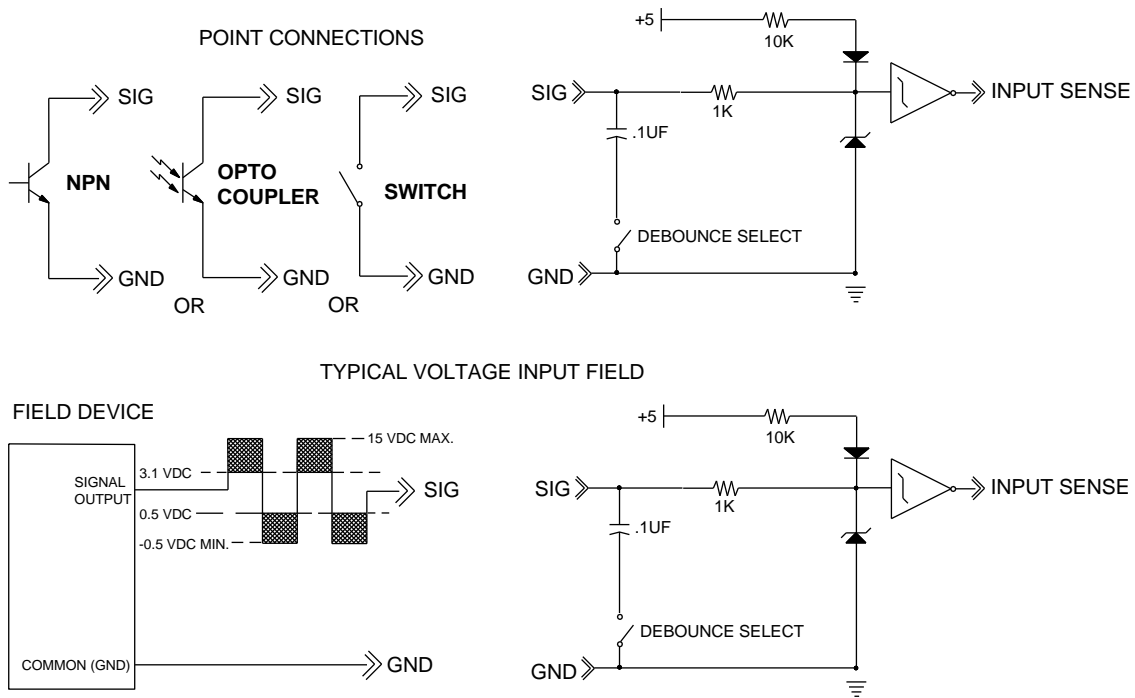 POINT CONNECTIONS
SIG
SIG
SIG
NPN
OPTO
COUPLER
SWITCH
GND
GND
GND
OR
OR
+5
10K
SIG
1K
INPUT SENSE
.1UF
DEBOUNCE SELECT
GND
TYPICAL VOLTAGE INPUT FIELD
FIELD DEVICE
15 VDC MAX.
3.1 VDC
SIGNAL
OUTPUT
SIG
0.5 VDC
-0.5 VDC MIN.
COMMON (GND)
GND
+5
10K
SIG
1K
INPUT SENSE
.1UF
DEBOUNCE SELECT
GND